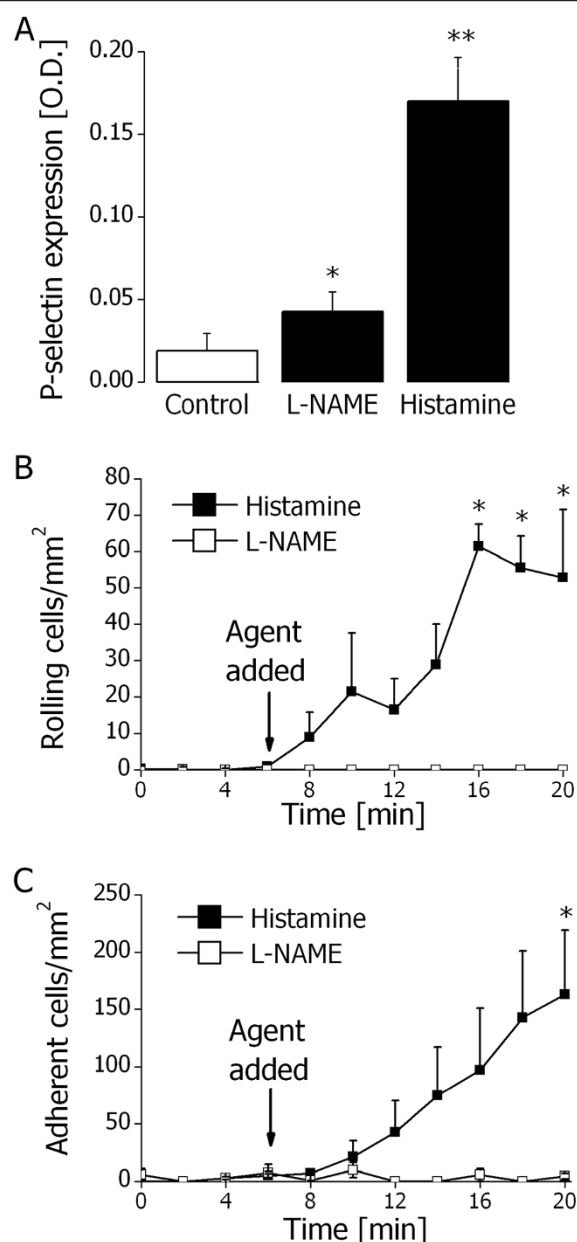 A
P-selectin expression [O.D.]
0.20
0.15
0.10
0.05
0.00
*
**
Control L-NAME Histamine
B
Rolling cells/mm²
80
70
60
50
40
30
20
10
0
Histamine
L-NAME
Agent
added
* * *
0 4 8 12 16 20
Time [min]
C
Adherent cells/mm²
250
200
150
100
50
0
Histamine
L-NAME
Agent
added
*
0 4 8 12 16 20
Time [min]